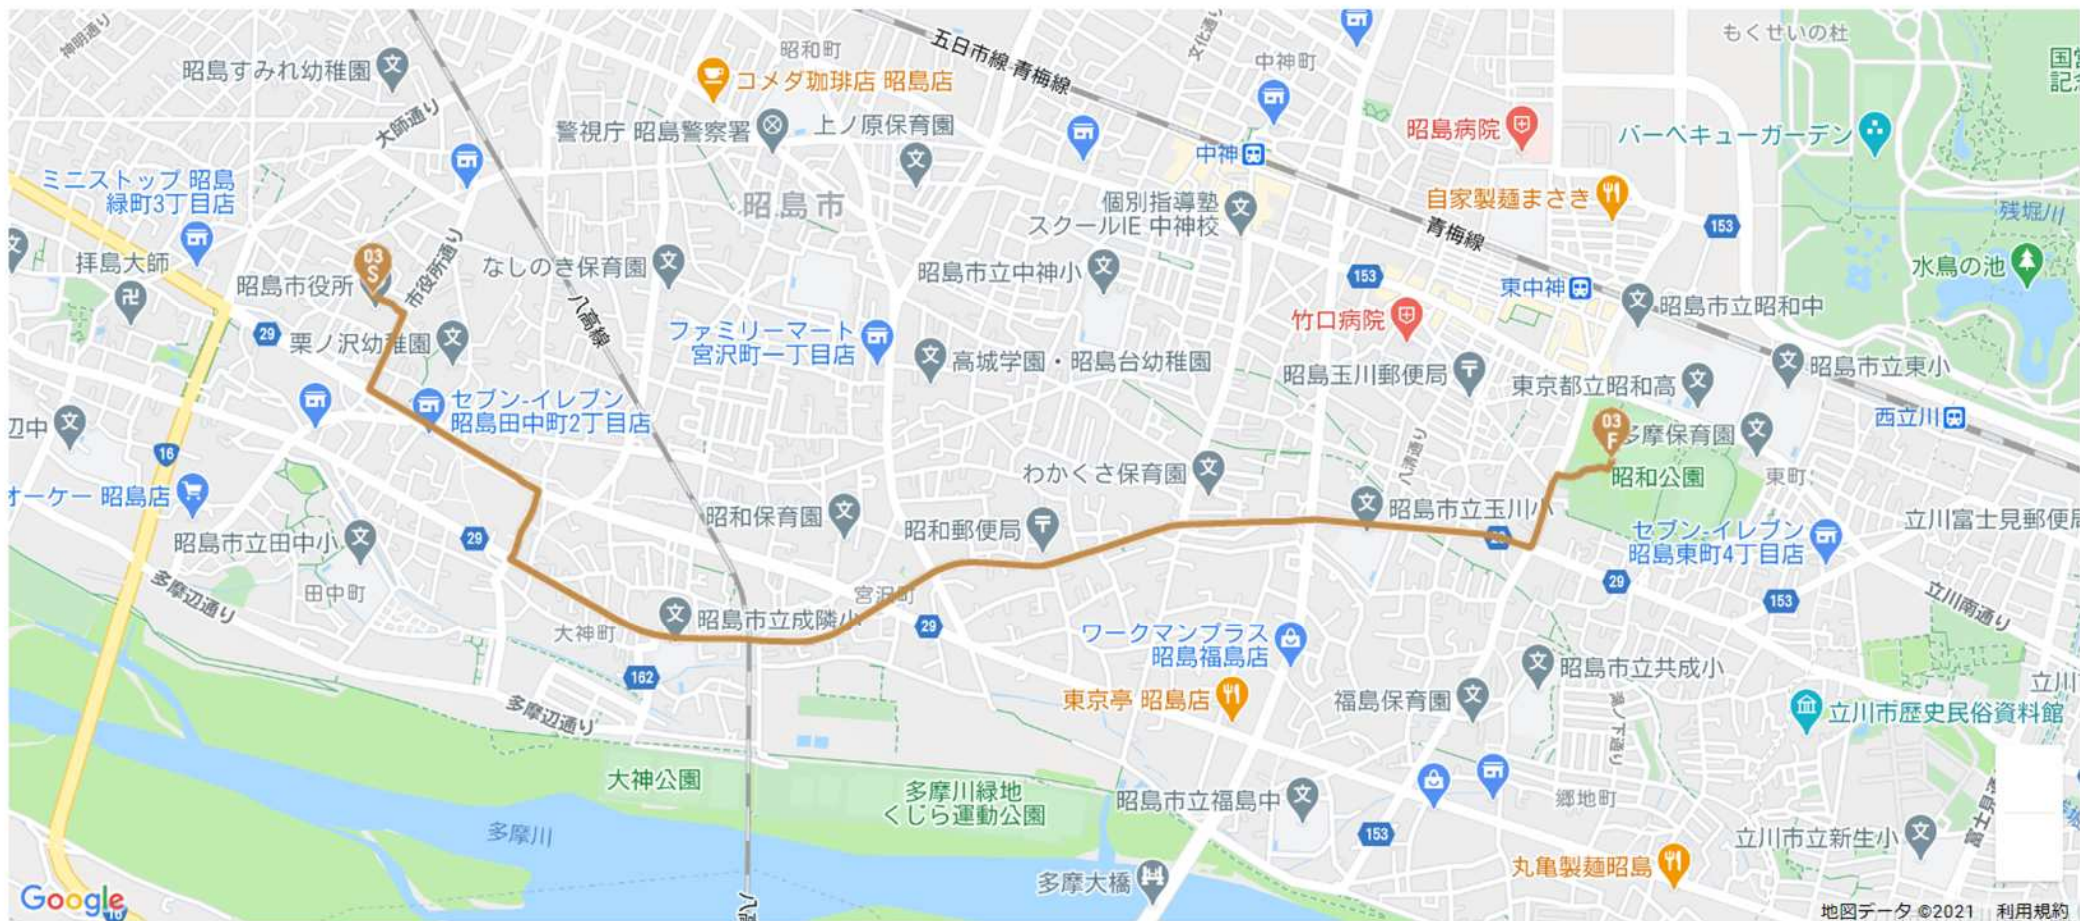 神明通り
昭島すみれ幼稚園
大師通り
昭和町
コメダ珈琲店 昭島店
五日市線 青梅線
文化通り
中神町
もくせいの杜
警視庁 昭島警察署
上ノ原保育園
昭島病院
バーベキューガーデン
ミニストップ 昭島
緑町3丁目店
中神
昭島市
個別指導塾
スクールIE 中神校
自家製麺まさき
153
残堀川
青梅線
拝島大師
03
S
昭島市役所
市役所通り
なしのき保育園
昭島市立中神小
153
東中神
昭島市立昭和中
水鳥の池
八高線
29
栗ノ沢幼稚園
ファミリーマート
宮沢町一丁目店
高城学園・昭島台幼稚園
竹口病院
昭島玉川郵便局
東京都立昭和高
昭島市立東小
西立川
セブン-イレブン
昭島田中町2丁目店
辺中
16
八清通り
03
F
多摩保育園
昭和公園
東町
オーケー 昭島店
わかくさ保育園
昭和保育園
昭和郵便局
昭島市立玉川小
29
セブン-イレブン
昭島東町4丁目店
立川富士見郵便局
昭島市立田中小
29
29
153
立川南通り
多摩辺通り
田中町
宮沢町
大神町
昭島市立成隣小
29
ワークマンプラス
昭島福島店
昭島市立共成小
162
東京亭 昭島店
福島保育園
滝ノ下通り
立川
立川市歴史民俗資料館
多摩辺通り
大神公園
多摩川緑地
くじら運動公園
昭島市立福島中
郷地町
153
立川市立新生小
多摩川
多摩大橋
丸亀製麺昭島
Google
16
地図データ ©2021
利用規約